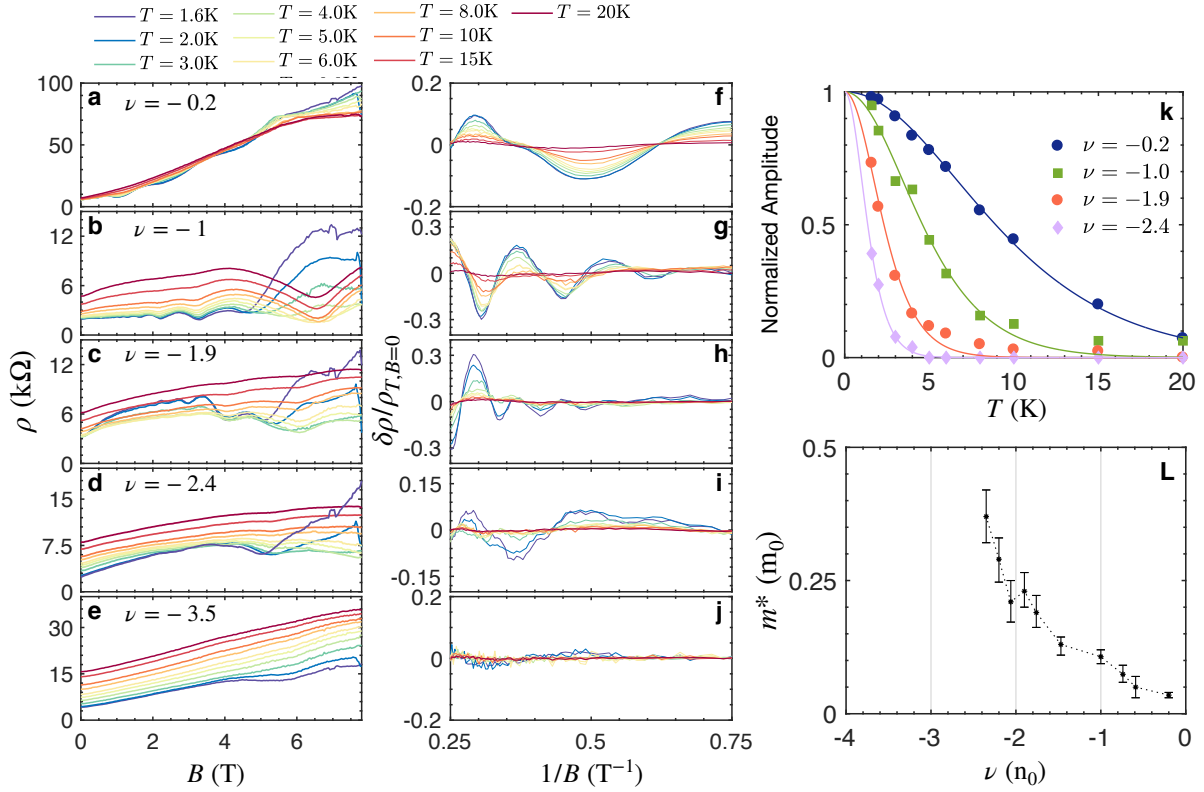 T = 1.6K T = 4.0K T = 8.0K T = 20K
T = 2.0K T = 5.0K T = 10K
T = 3.0K T = 6.0K T = 15K
a ν = − 0.2
100
50
0
b ν = − 1
12
6
0
c ν = − 1.9
12
9
6
3
0
d ν = − 2.4
15
7.5
0
e ν = − 3.5
30
15
0
0 2 4 6
B (T)
ρ (kΩ)
f
0.2
0
-0.2
g
0.3
0
-0.3
h
0.3
0
-0.3
i
0.15
0
-0.15
j
0.2
0
-0.2
0.25 0.5 0.75
1/B (T⁻¹)
δρ/ρT,B=0
k
ν = −0.2
ν = −1.0
ν = −1.9
ν = −2.4
1
0.5
0
0 5 10 15 20
T (K)
Normalized Amplitude
L
0.5
0.25
0
-4 -3 -2 -1 0
ν (n₀)
m* (m₀)